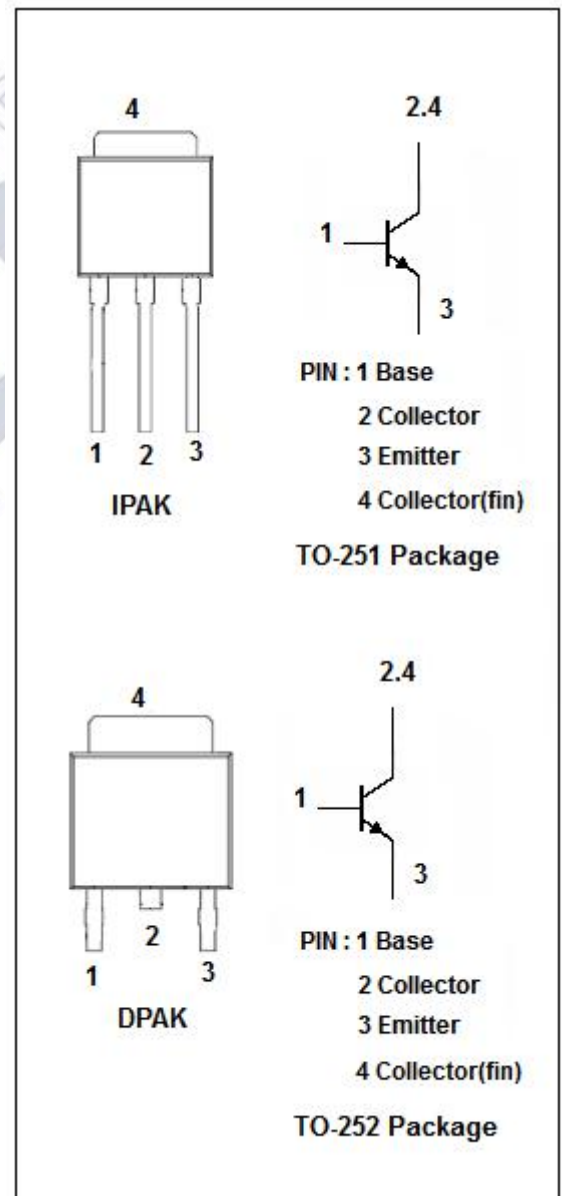 4
2.4
1
3
PIN : 1 Base
2 Collector
3 Emitter
4 Collector(fin)
1 2 3
IPAK
TO-251 Package
4
2.4
1
3
PIN : 1 Base
2 Collector
3 Emitter
4 Collector(fin)
1 2 3
DPAK
TO-252 Package